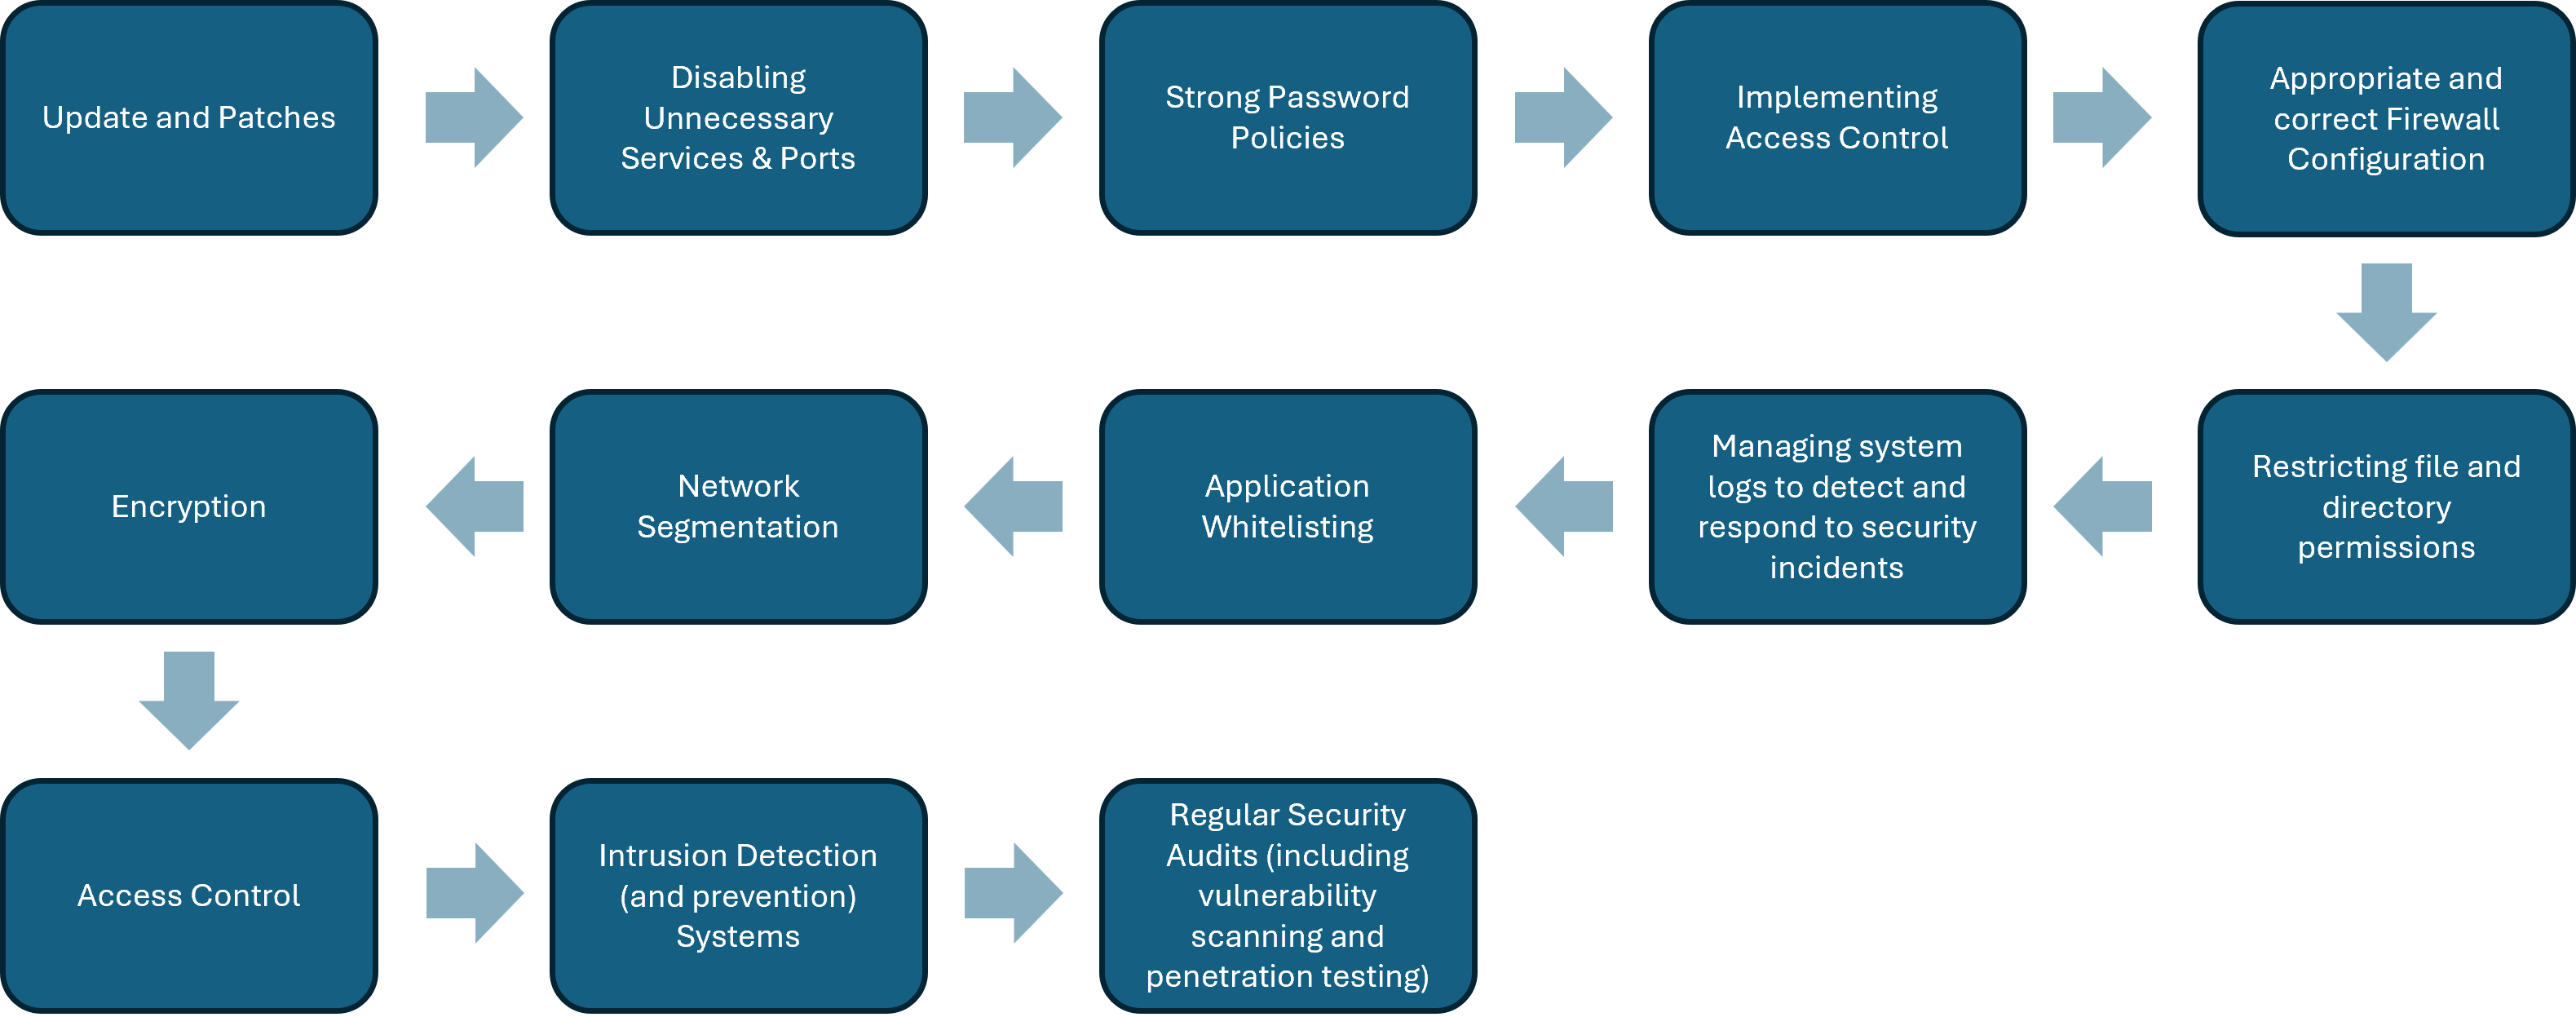 Update and Patches
Disabling
Unnecessary
Services & Ports
Strong Password
Policies
Implementing
Access Control
Appropriate and
correct Firewall
Configuration
Restricting file and
directory
permissions
Managing system
logs to detect and
respond to security
incidents
Application
Whitelisting
Network
Segmentation
Encryption
Access Control
Intrusion Detection
(and prevention)
Systems
Regular Security
Audits (including
vulnerability
scanning and
penetration testing)